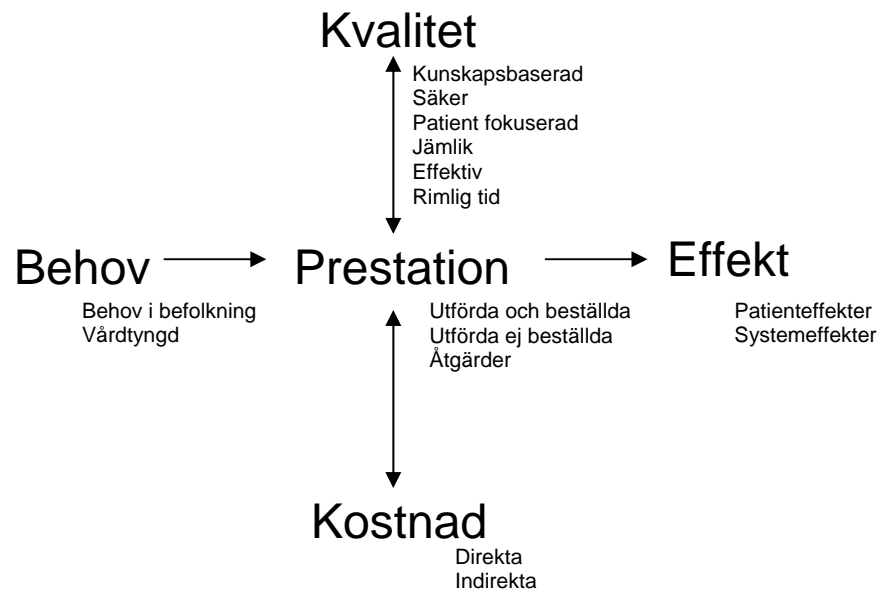 Kvalitet
Kunskapsbaserad
Säker
Patient fokuserad
Jämlik
Effektiv
Rimlig tid
Behov
Behov i befolkning
Vårdtyngd
Prestation
Utförda och beställda
Utförda ej beställda
Åtgärder
Effekt
Patienteffekter
Systemeffekter
Kostnad
Direkta
Indirekta